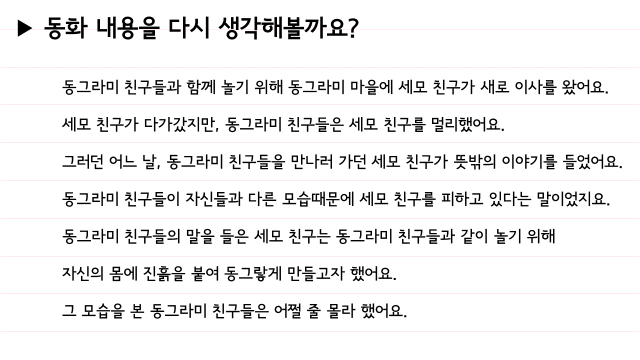 ▶ 동화 내용을 다시 생각해볼까요?
동그라미 친구들과 함께 놀기 위해 동그라미 마을에 세모 친구가 새로 이사를 왔어요.
세모 친구가 다가갔지만, 동그라미 친구들은 세모 친구를 멀리했어요.
그러던 어느 날, 동그라미 친구들을 만나러 가던 세모 친구가 뜻밖의 이야기를 들었어요.
동그라미 친구들이 자신들과 다른 모습때문에 세모 친구를 피하고 있다는 말이었지요.
동그라미 친구들의 말을 들은 세모 친구는 동그라미 친구들과 같이 놀기 위해
자신의 몸에 진흙을 붙여 동그랗게 만들고자 했어요.
그 모습을 본 동그라미 친구들은 어쩔 줄 몰라 했어요.